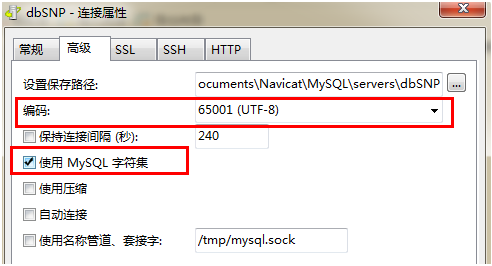 dbSNP - 连接属性
常规 高级 SSL SSH HTTP
设置保存路径: ocuments\Navicat\MySQL\servers\dbSNP ...
编码: 65001 (UTF-8)
保持连接间隔 (秒): 240
使用 MySQL 字符集
使用压缩
自动连接
使用名称管道、套接字: /tmp/mysql.sock